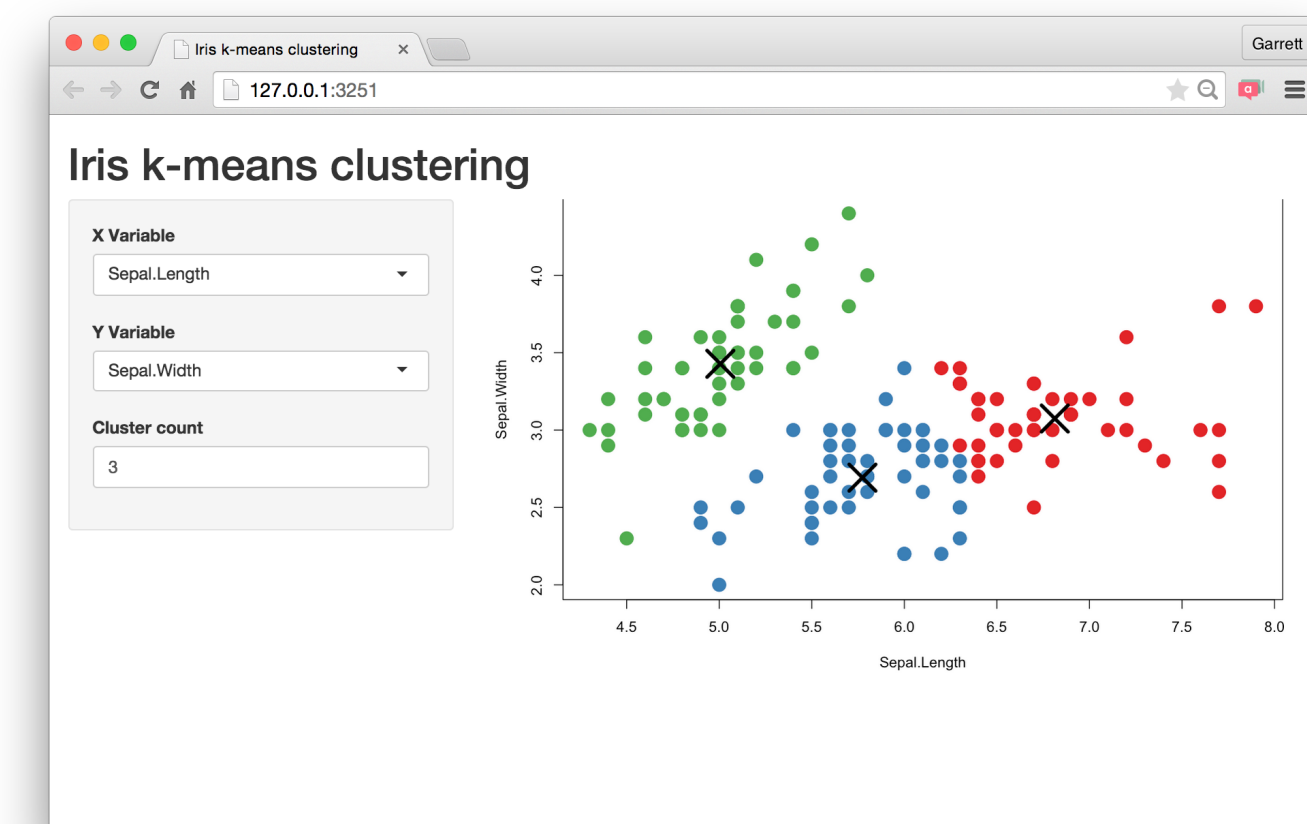 Iris k-means clustering
Garrett
127.0.0.1:3251
a
Iris k-means clustering
X Variable
Sepal.Length
Y Variable
Sepal.Width
Cluster count
3
Sepal.Width
4.0
3.5
3.0
2.5
2.0
4.5 5.0 5.5 6.0 6.5 7.0 7.5 8.0
Sepal.Length